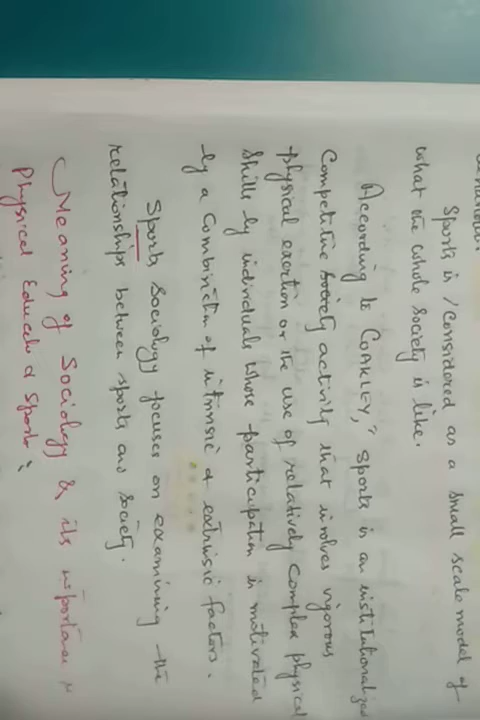 Sports is / considered as a small scale model of
what the whole society is like.
According to COAKLEY, " Sports is an institutionalized
Competitive society activity that involves vigorous
physical exertion or the use of relatively complex physical
skills by individuals whose participation is motivated
by a combination of intrinsic & extrinsic factors.
Sports sociology focuses on examining the
relationships between sports and society.
Meaning of Sociology & its importance
Physical Education & Sports :